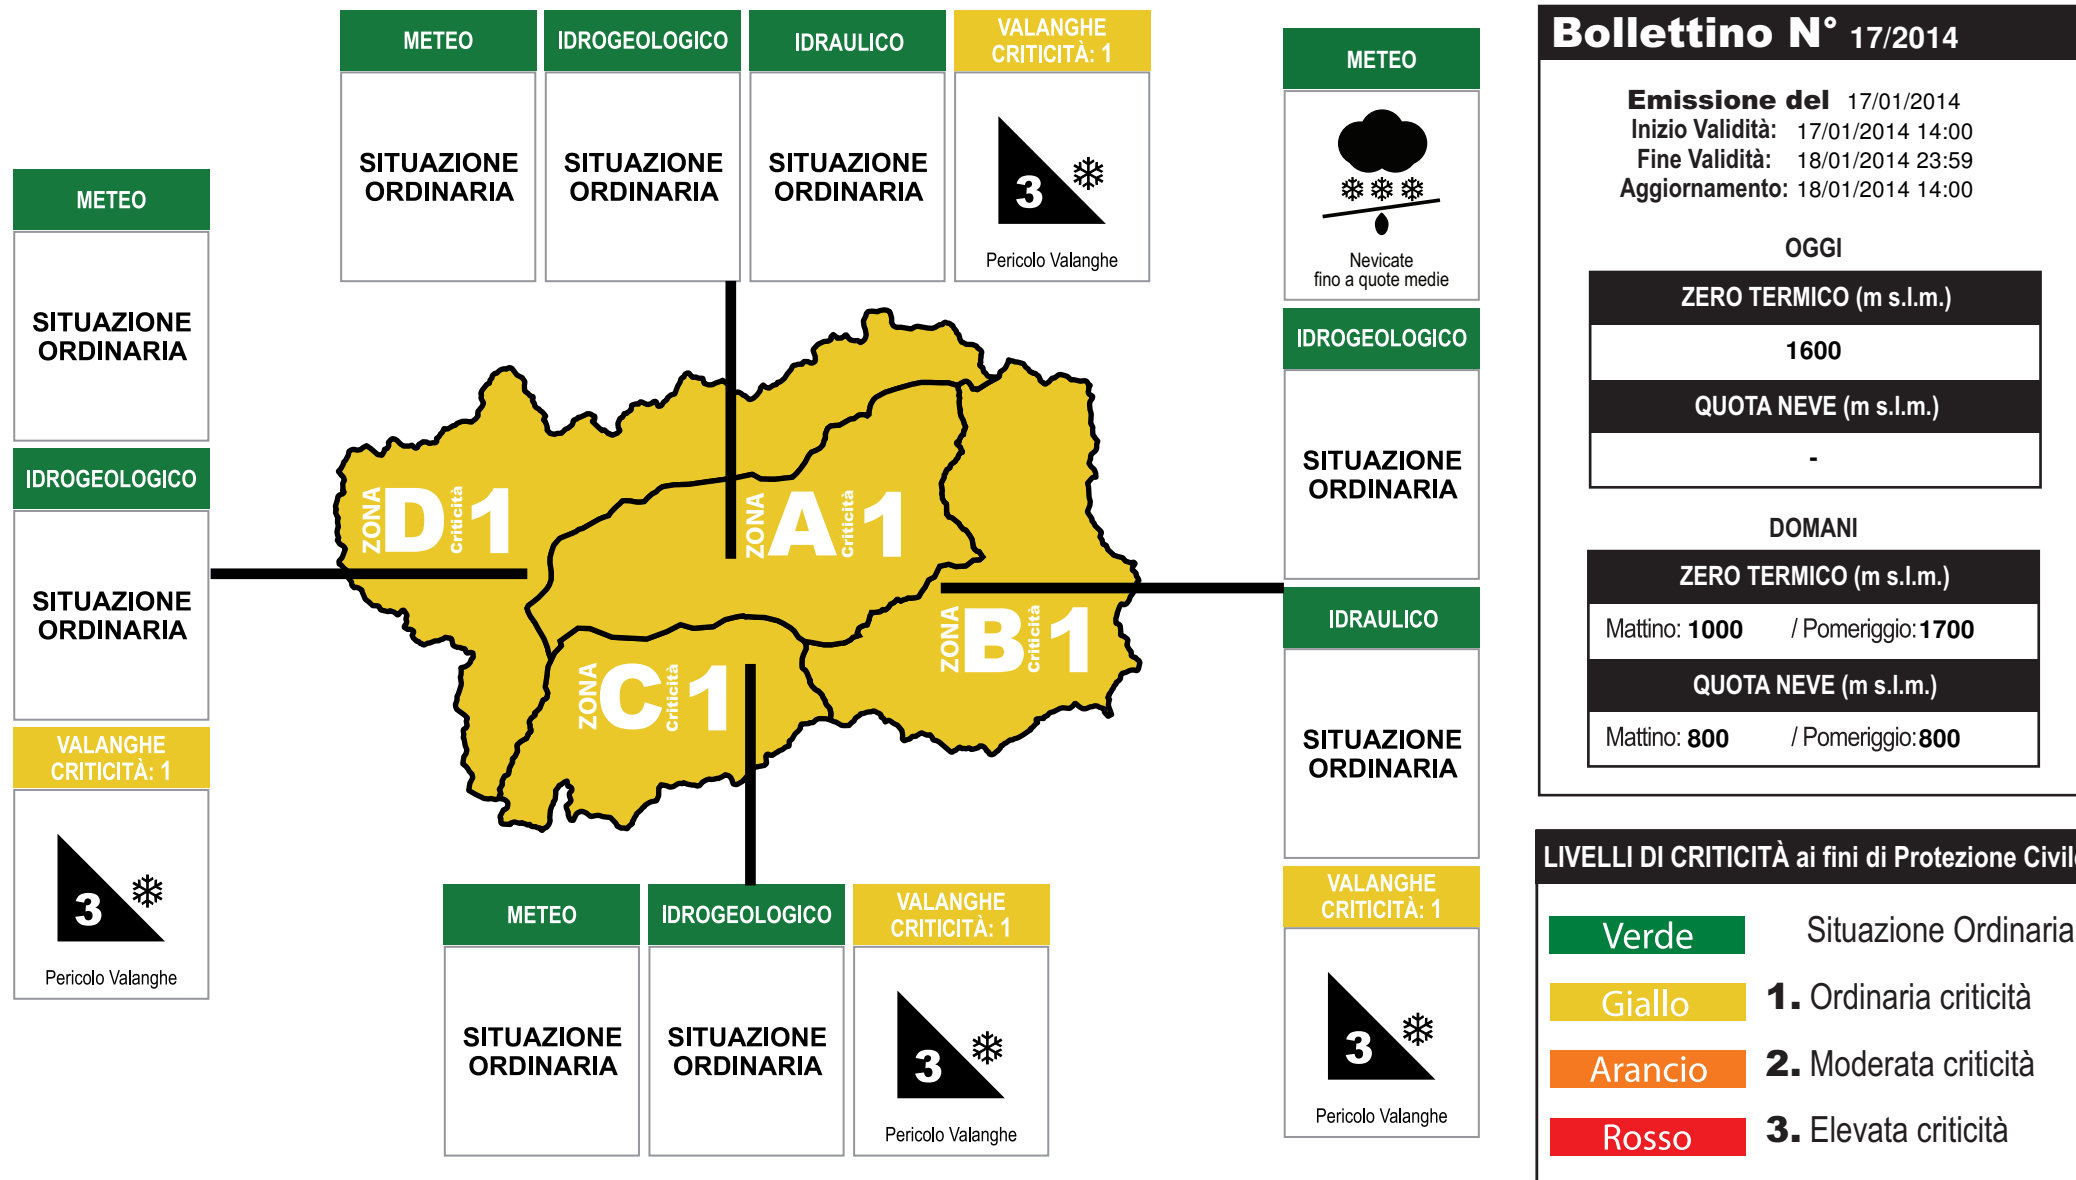 METEO
IDROGEOLOGICO
IDRAULICO
VALANGHE
CRITICITÀ: 1
SITUAZIONE
ORDINARIA
SITUAZIONE
ORDINARIA
SITUAZIONE
ORDINARIA
3
Pericolo Valanghe
METEO
SITUAZIONE
ORDINARIA
IDROGEOLOGICO
SITUAZIONE
ORDINARIA
VALANGHE
CRITICITÀ: 1
3
Pericolo Valanghe
ZONA D Criticità 1
ZONA A Criticità 1
ZONA B Criticità 1
ZONA C Criticità 1
METEO
IDROGEOLOGICO
VALANGHE
CRITICITÀ: 1
SITUAZIONE
ORDINARIA
SITUAZIONE
ORDINARIA
3
Pericolo Valanghe
METEO
Nevicate
fino a quote medie
IDROGEOLOGICO
SITUAZIONE
ORDINARIA
IDRAULICO
SITUAZIONE
ORDINARIA
VALANGHE
CRITICITÀ: 1
3
Pericolo Valanghe
Bollettino N° 17/2014
Emissione del 17/01/2014
Inizio Validità: 17/01/2014 14:00
Fine Validità: 18/01/2014 23:59
Aggiornamento: 18/01/2014 14:00
OGGI
ZERO TERMICO (m s.l.m.)
1600
QUOTA NEVE (m s.l.m.)
-
DOMANI
ZERO TERMICO (m s.l.m.)
Mattino: 1000 / Pomeriggio: 1700
QUOTA NEVE (m s.l.m.)
Mattino: 800 / Pomeriggio: 800
LIVELLI DI CRITICITÀ ai fini di Protezione Civile
Verde Situazione Ordinaria
Giallo 1. Ordinaria criticità
Arancio 2. Moderata criticità
Rosso 3. Elevata criticità